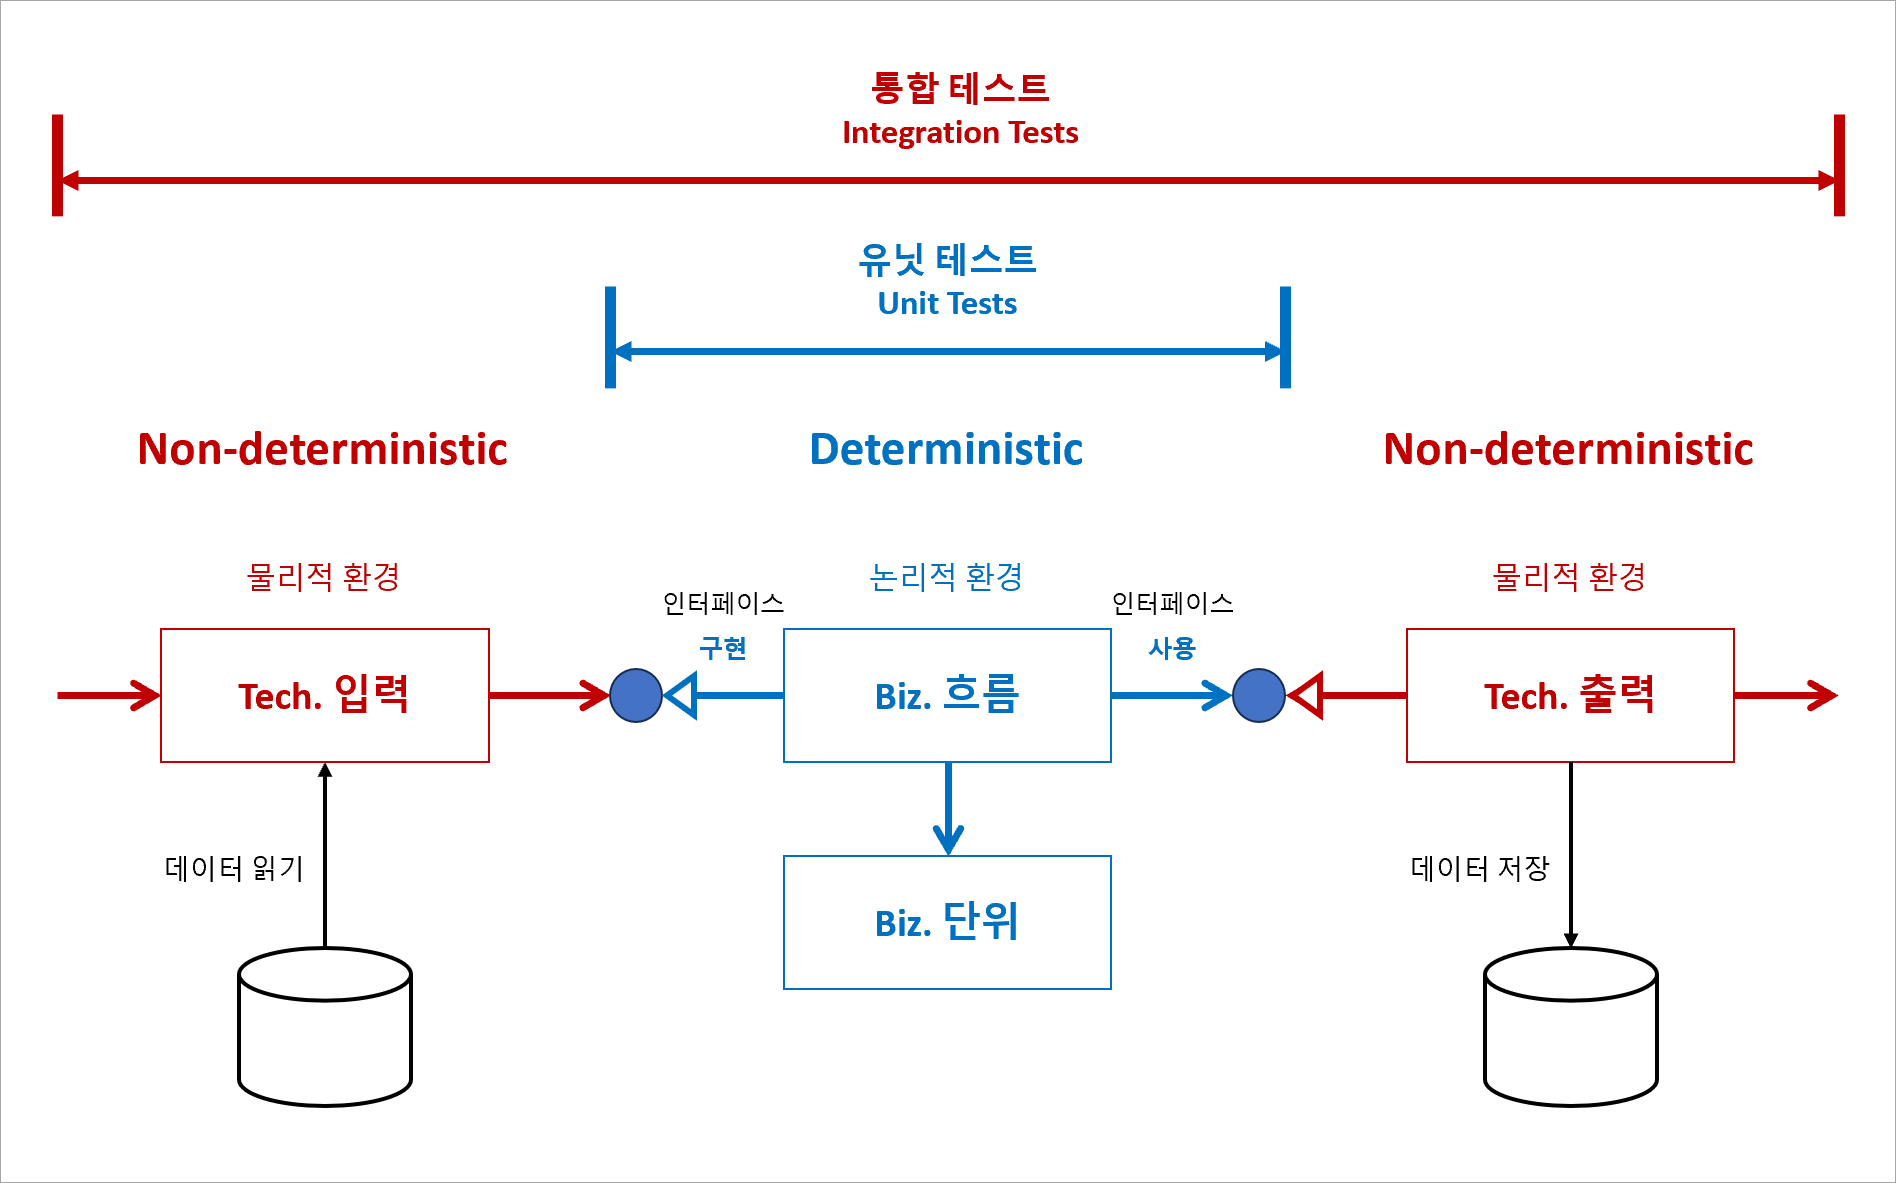 통합 테스트
Integration Tests
유닛 테스트
Unit Tests
Non-deterministic
Deterministic
Non-deterministic
물리적 환경
논리적 환경
물리적 환경
인터페이스
구현
인터페이스
사용
Tech. 입력
Biz. 흐름
Tech. 출력
데이터 읽기
Biz. 단위
데이터 저장